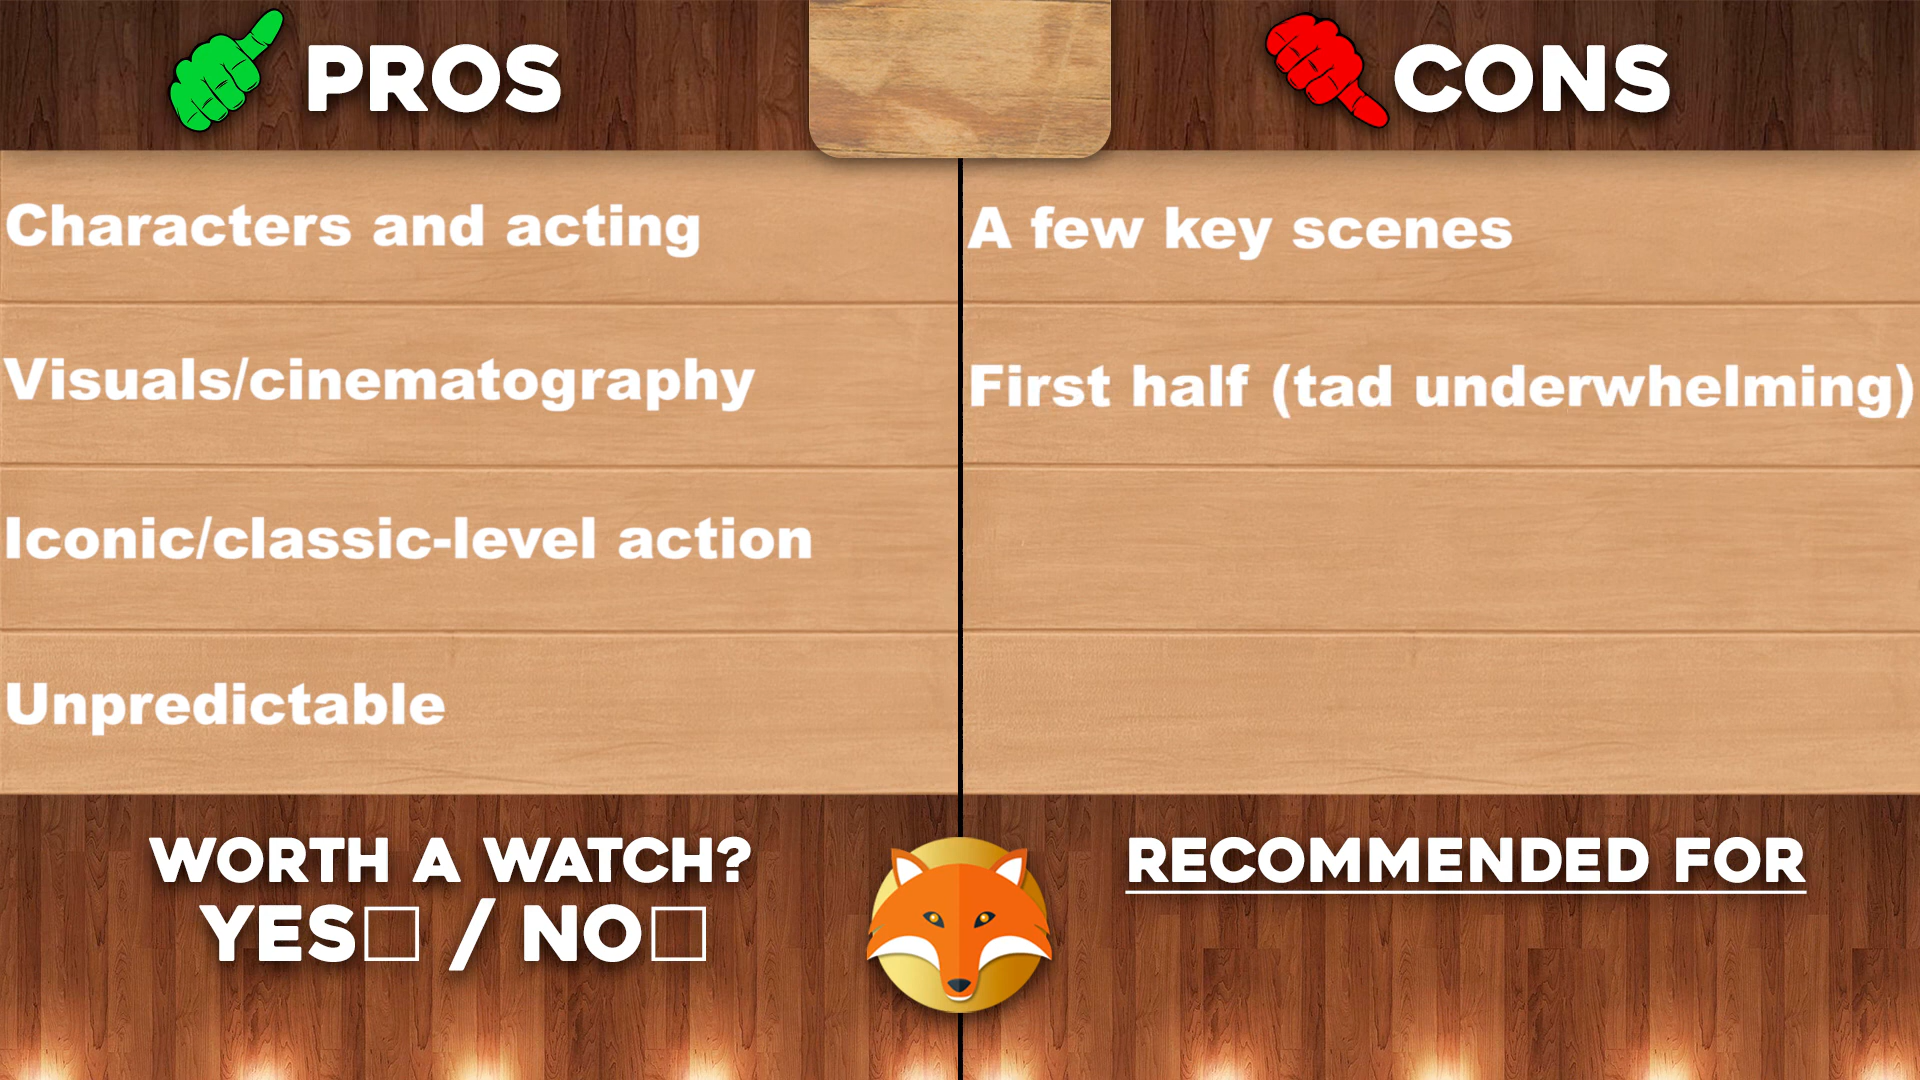 PROS
CONS
Characters and acting
A few key scenes
Visuals/cinematography
First half (tad underwhelming)
Iconic/classic-level action
Unpredictable
WORTH A WATCH?
YES☐ / NO☐
RECOMMENDED FOR